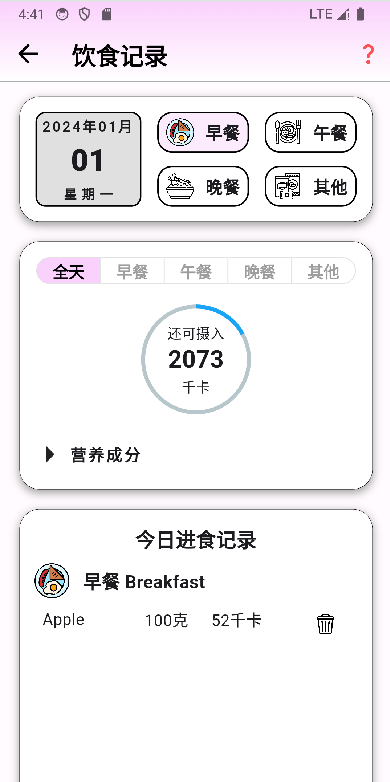 4:41 LTE
饮食记录 ?
2024年01月
01
星期一
早餐 午餐
晚餐 其他
全天 早餐 午餐 晚餐 其他
还可摄入
2073
千卡
营养成分
今日进食记录
早餐 Breakfast
Apple 100克 52千卡